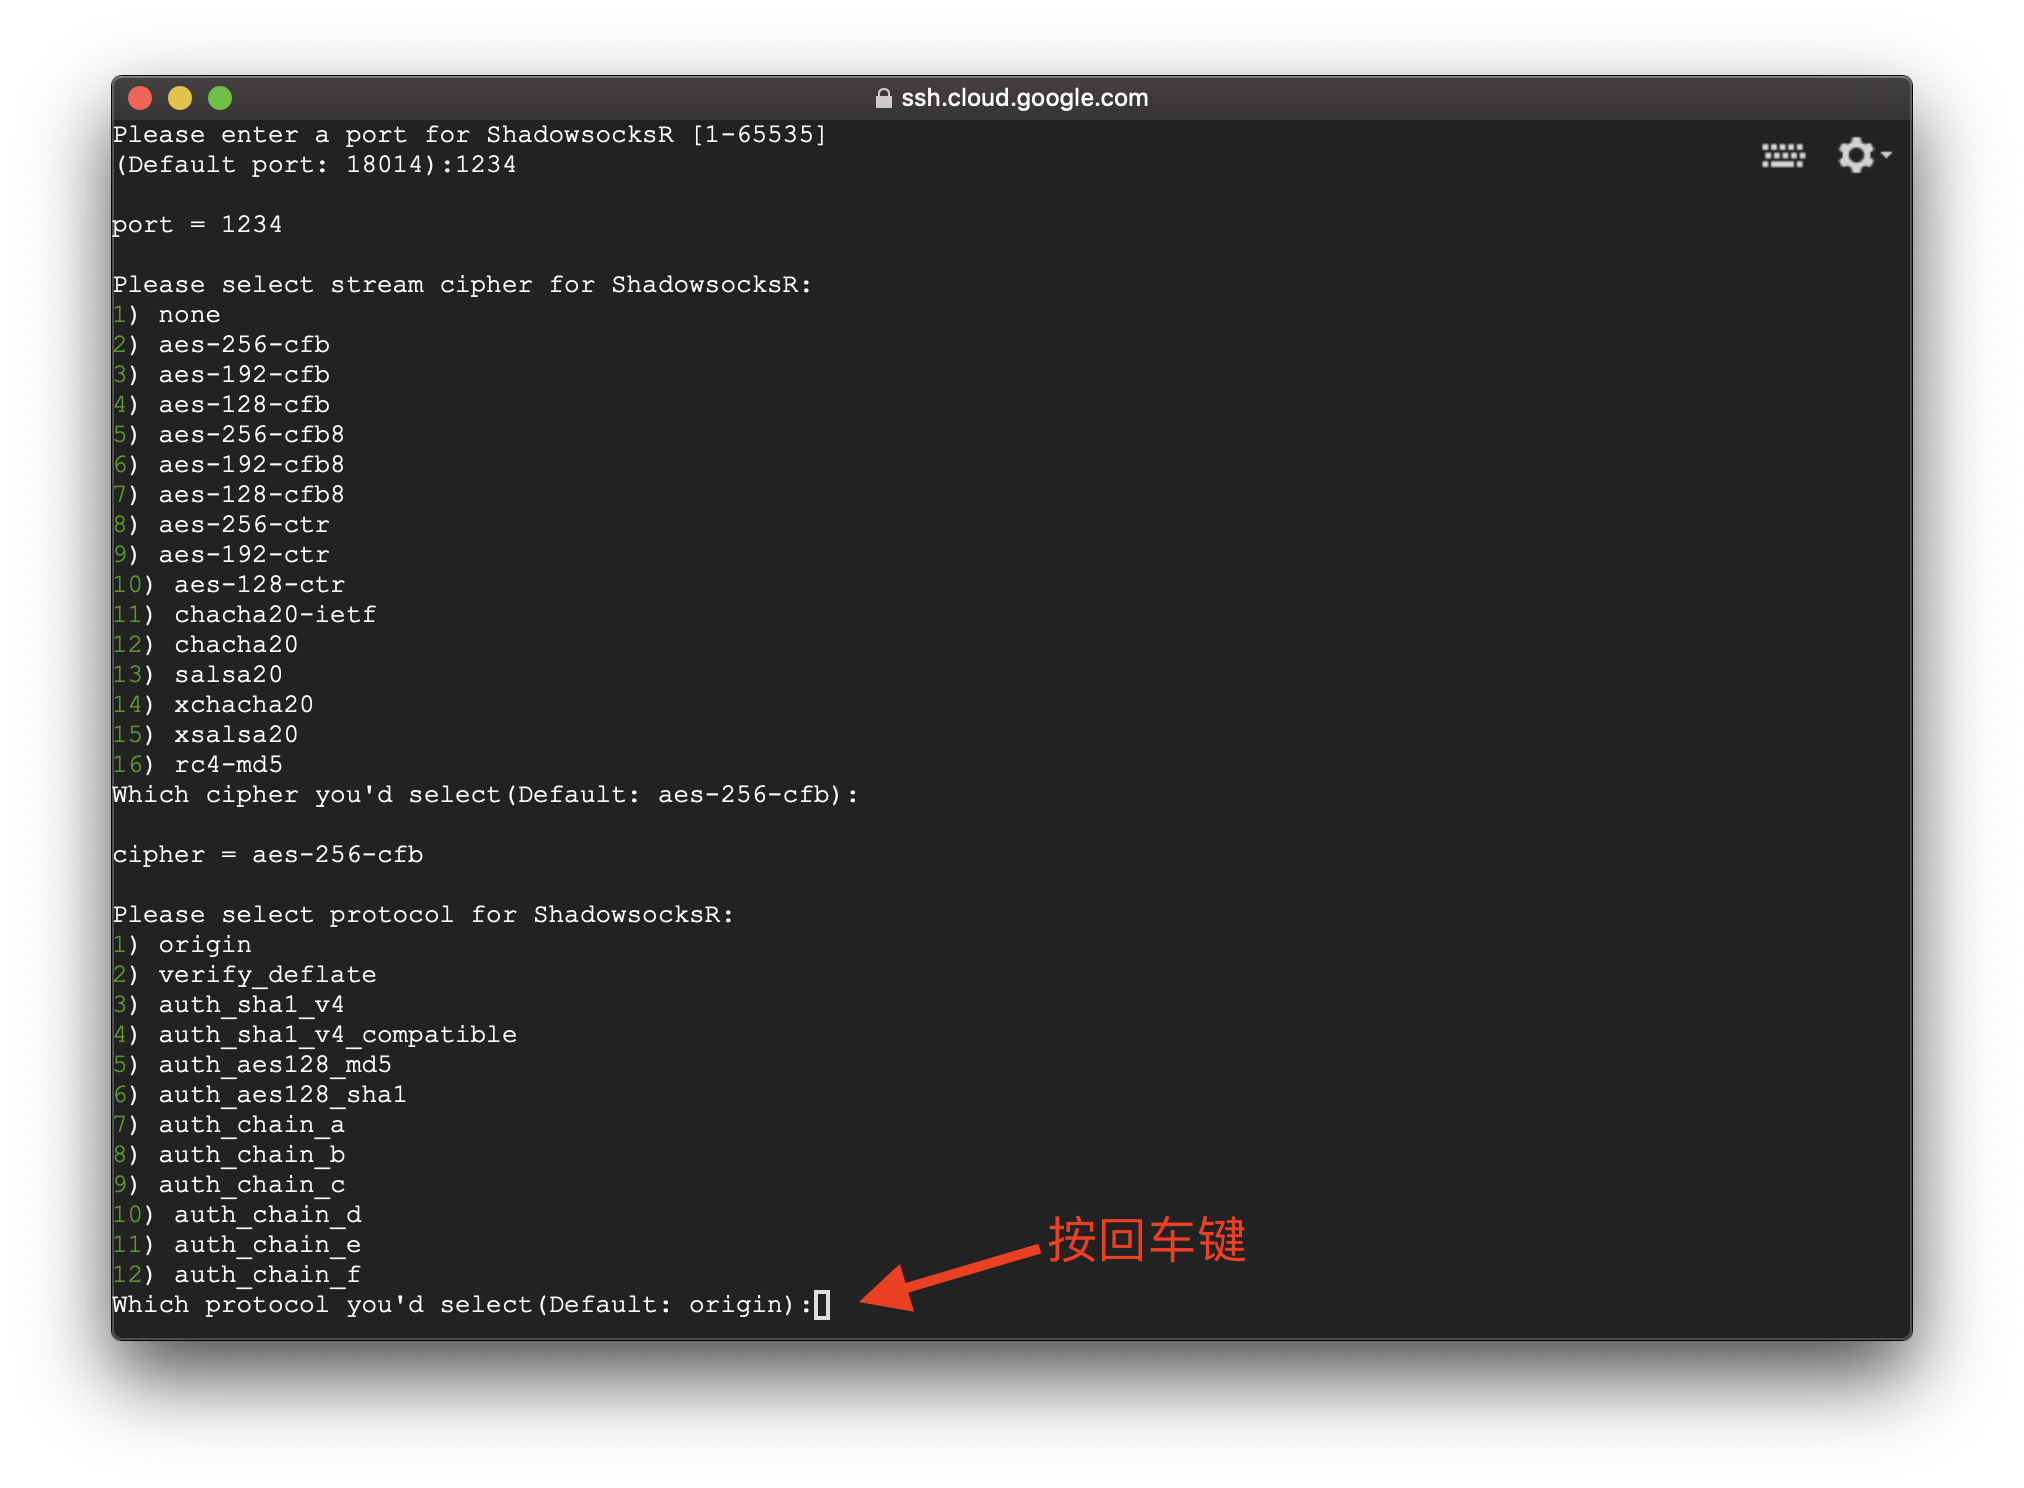 ssh.cloud.google.com
Please enter a port for ShadowsocksR [1-65535]
(Default port: 18014):1234
port = 1234
Please select stream cipher for ShadowsocksR:
1) none
2) aes-256-cfb
3) aes-192-cfb
4) aes-128-cfb
5) aes-256-cfb8
6) aes-192-cfb8
7) aes-128-cfb8
8) aes-256-ctr
9) aes-192-ctr
10) aes-128-ctr
11) chacha20-ietf
12) chacha20
13) salsa20
14) xchacha20
15) xsalsa20
16) rc4-md5
Which cipher you'd select(Default: aes-256-cfb):
cipher = aes-256-cfb
Please select protocol for ShadowsocksR:
1) origin
2) verify_deflate
3) auth_sha1_v4
4) auth_sha1_v4_compatible
5) auth_aes128_md5
6) auth_aes128_sha1
7) auth_chain_a
8) auth_chain_b
9) auth_chain_c
10) auth_chain_d
11) auth_chain_e
12) auth_chain_f
Which protocol you'd select(Default: origin):
按回车键